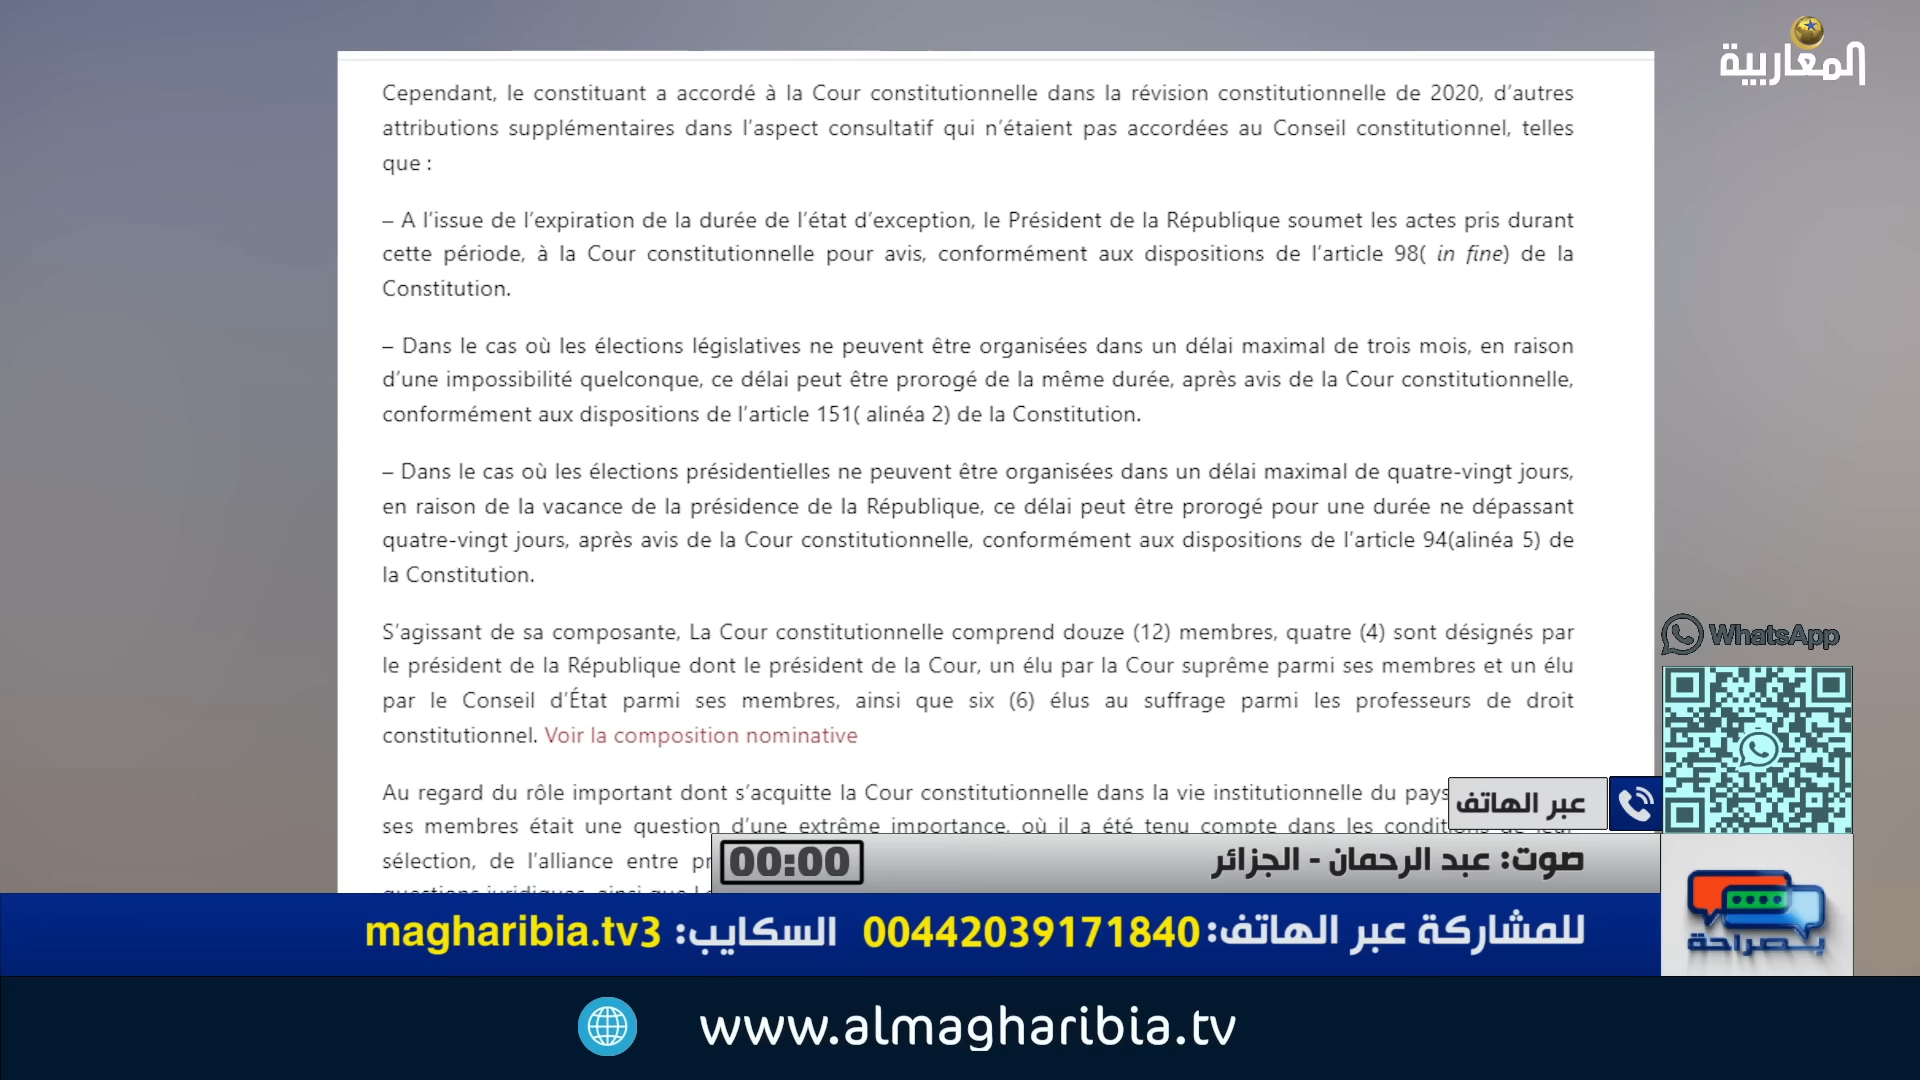 المغاربية
Cependant, le constituant a accordé à la Cour constitutionnelle dans la révision constitutionnelle de 2020, d’autres
attributions supplémentaires dans l’aspect consultatif qui n’étaient pas accordées au Conseil constitutionnel, telles
que :
– A l’issue de l’expiration de la durée de l’état d’exception, le Président de la République soumet les actes pris durant
cette période, à la Cour constitutionnelle pour avis, conformément aux dispositions de l’article 98( in fine) de la
Constitution.
– Dans le cas où les élections législatives ne peuvent être organisées dans un délai maximal de trois mois, en raison
d’une impossibilité quelconque, ce délai peut être prorogé de la même durée, après avis de la Cour constitutionnelle,
conformément aux dispositions de l’article 151( alinéa 2) de la Constitution.
– Dans le cas où les élections présidentielles ne peuvent être organisées dans un délai maximal de quatre-vingt jours,
en raison de la vacance de la présidence de la République, ce délai peut être prorogé pour une durée ne dépassant
quatre-vingt jours, après avis de la Cour constitutionnelle, conformément aux dispositions de l’article 94(alinéa 5) de
la Constitution.
S’agissant de sa composante, La Cour constitutionnelle comprend douze (12) membres, quatre (4) sont désignés par
le président de la République dont le président de la Cour, un élu par la Cour suprême parmi ses membres et un élu
par le Conseil d’État parmi ses membres, ainsi que six (6) élus au suffrage parmi les professeurs de droit
constitutionnel. Voir la composition nominative
Au regard du rôle important dont s’acquitte la Cour constitutionnelle dans la vie institutionnelle du pays
ses membres était une question d’une extrême importance, où il a été tenu compte dans les conditions de leur
sélection, de l’alliance entre
questions juridiques, ainsi que
WhatsApp
عبر الهاتف
00:00
صوت: عبد الرحمان - الجزائر
للمشاركة عبر الهاتف: 00442039171840 السكايب: magharibia.tv3
بصراحة
www.almagharibia.tv